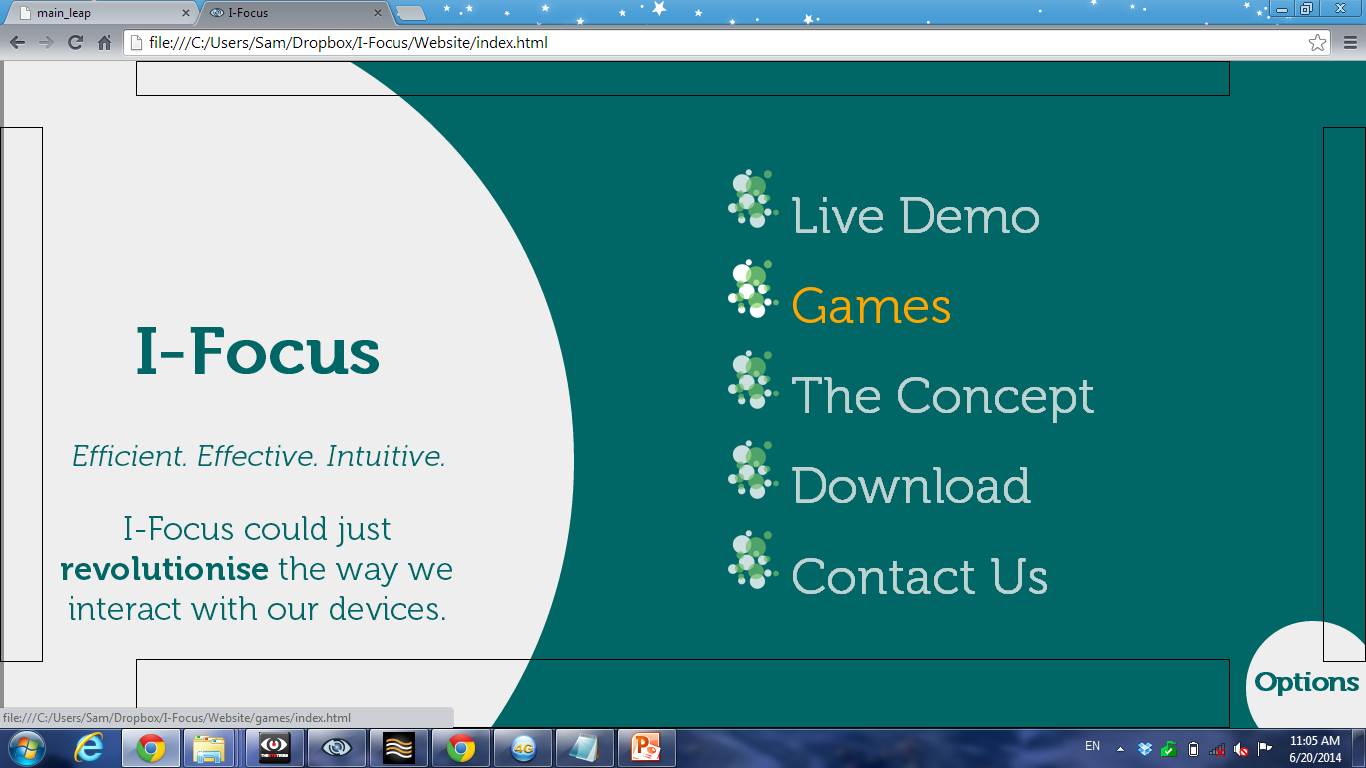 main_leap
I-Focus
file:///C:/Users/Sam/Dropbox/I-Focus/Website/index.html
Live Demo
Games
The Concept
Download
Contact Us
I-Focus
Efficient. Effective. Intuitive.
I-Focus could just
revolutionise the way we
interact with our devices.
Options
file:///C:/Users/Sam/Dropbox/I-Focus/Website/games/index.html
4G
EN
11:05 AM
6/20/2014